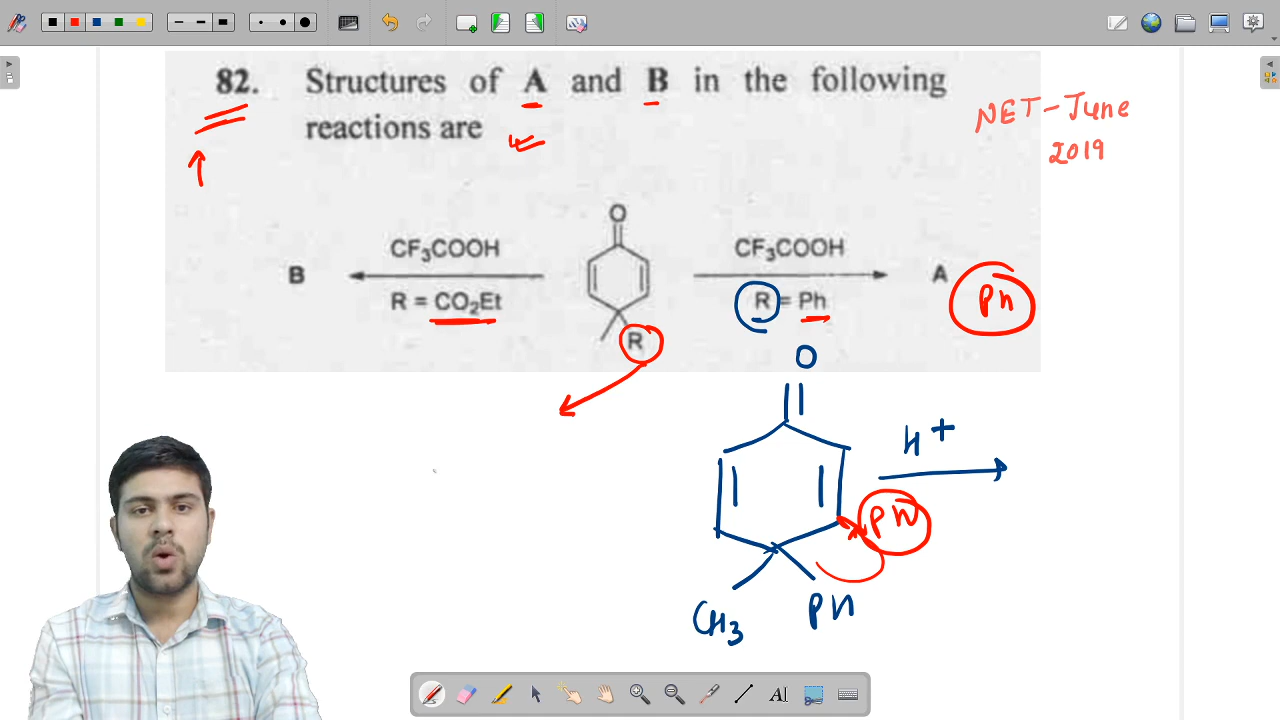 82. Structures of A and B in the following
reactions are
NET-June
2019
O
CF₃COOH
CF₃COOH
B
A
R = CO₂Et
R = Ph
Ph
R
O
H+
Ph
CH₃
Ph
AI